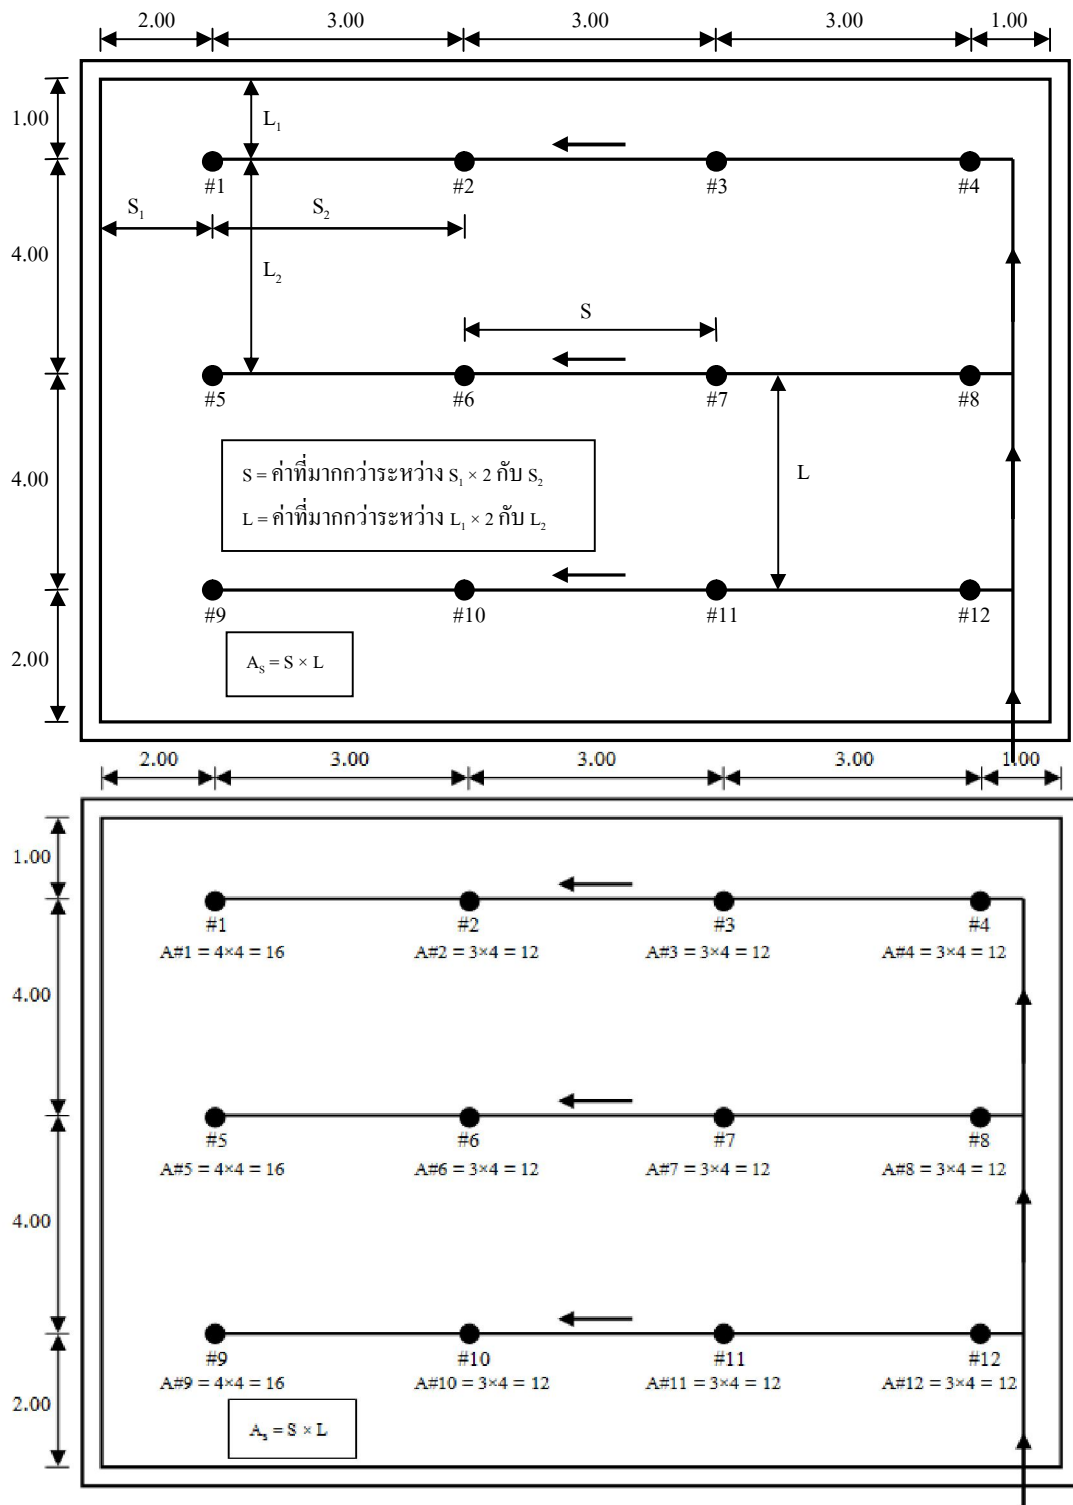 2.00 3.00 3.00 3.00 1.00
1.00
L₁
#1 #2 #3 #4
S₁ S₂
4.00
L₂
S
#5 #6 #7 #8
S = ค่าที่มากกว่าระหว่าง S₁ × 2 กับ S₂
L = ค่าที่มากกว่าระหว่าง L₁ × 2 กับ L₂
4.00
L
#9 #10 #11 #12
2.00
Aₛ = S × L
2.00 3.00 3.00 3.00 1.00
1.00
#1 #2 #3 #4
A#1 = 4×4 = 16 A#2 = 3×4 = 12 A#3 = 3×4 = 12 A#4 = 3×4 = 12
4.00
#5 #6 #7 #8
A#5 = 4×4 = 16 A#6 = 3×4 = 12 A#7 = 3×4 = 12 A#8 = 3×4 = 12
4.00
#9 #10 #11 #12
A#9 = 4×4 = 16 A#10 = 3×4 = 12 A#11 = 3×4 = 12 A#12 = 3×4 = 12
2.00
Aₛ = S × L